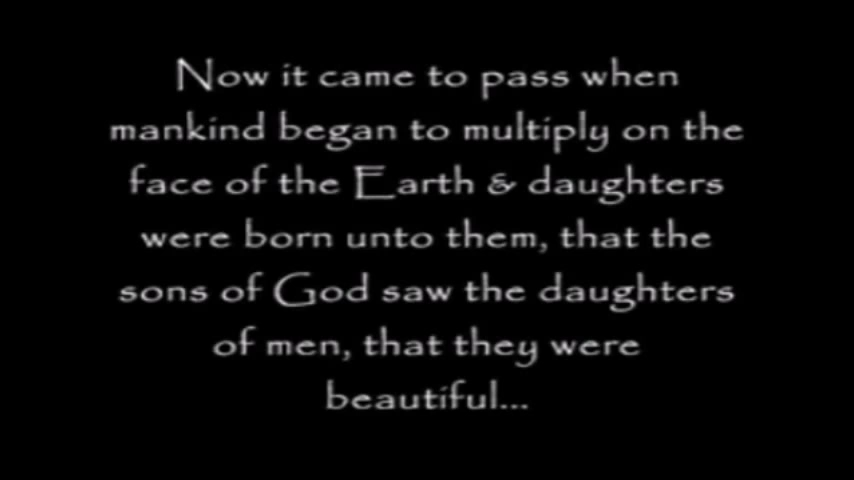 Now it came to pass when
mankind began to multiply on the
face of the Earth & daughters
were born unto them, that the
sons of God saw the daughters
of men, that they were
beautiful...